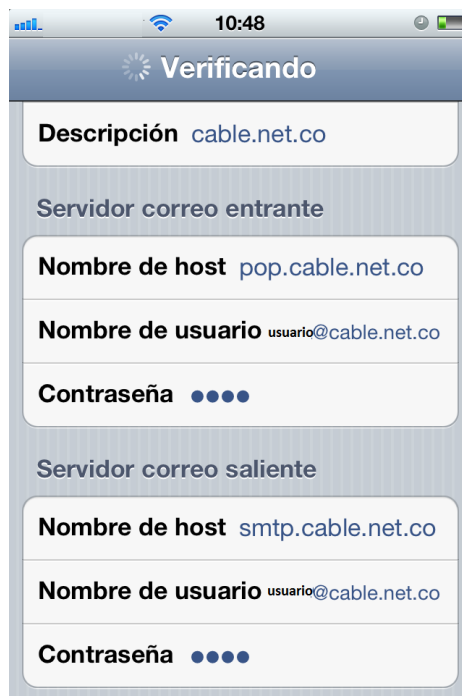 10:48
Verificando
Descripción cable.net.co
Servidor correo entrante
Nombre de host pop.cable.net.co
Nombre de usuario usuario@cable.net.co
Contraseña ●●●●
Servidor correo saliente
Nombre de host smtp.cable.net.co
Nombre de usuario usuario@cable.net.co
Contraseña ●●●●